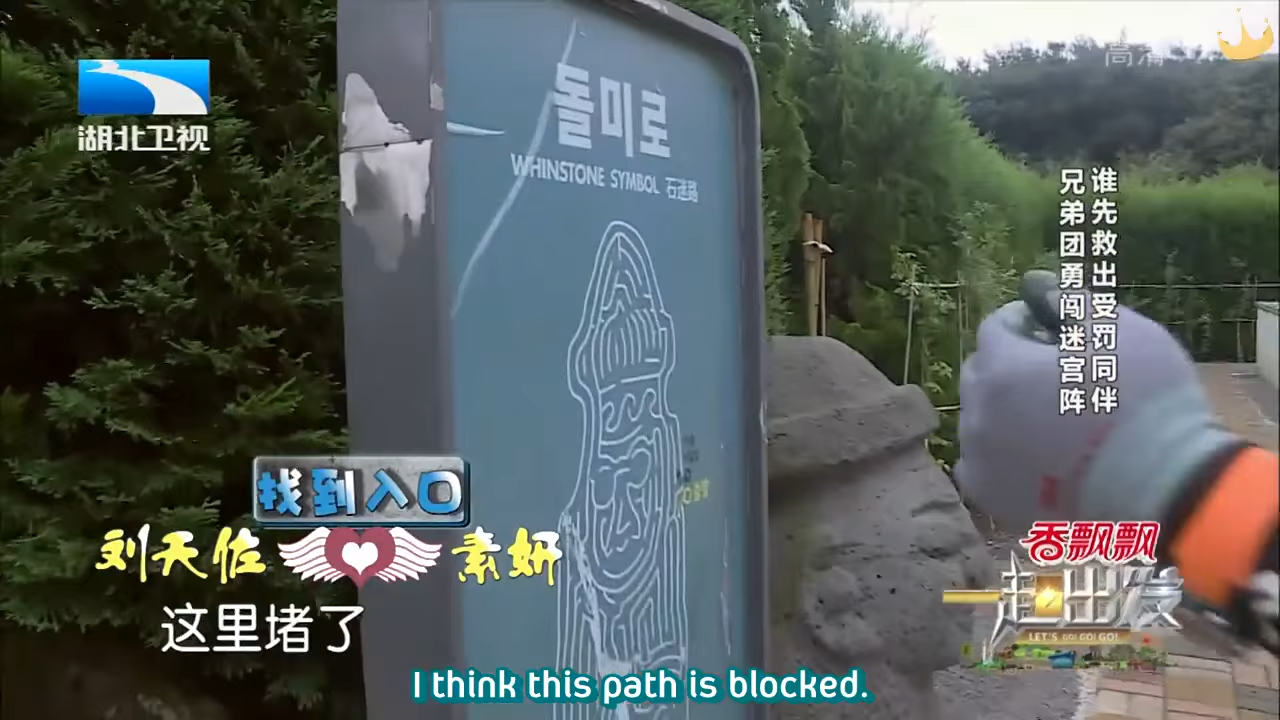 湖北卫视
高清
돌미로
WHINSTONE SYMBOL 石迷路
谁先救出受罚同伴
兄弟团勇闯迷宫阵
找到入口
刘天佐 素妍
这里堵了
香飘飘
一起出发
LET'S GO! GO! GO!
I think this path is blocked.